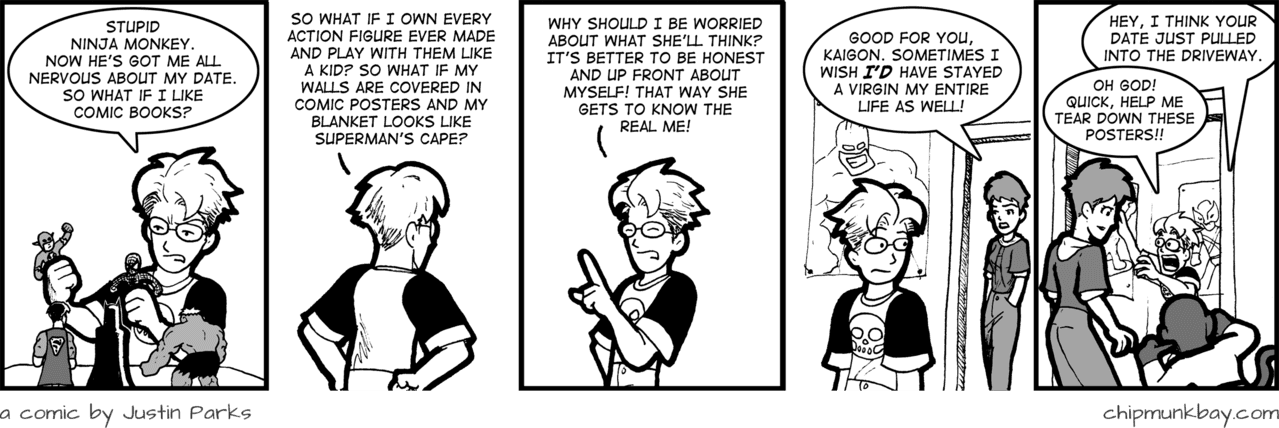 STUPID
NINJA MONKEY.
NOW HE'S GOT ME ALL
NERVOUS ABOUT MY DATE.
SO WHAT IF I LIKE
COMIC BOOKS?
SO WHAT IF I OWN EVERY
ACTION FIGURE EVER MADE
AND PLAY WITH THEM LIKE
A KID? SO WHAT IF MY
WALLS ARE COVERED IN
COMIC POSTERS AND MY
BLANKET LOOKS LIKE
SUPERMAN'S CAPE?
WHY SHOULD I BE WORRIED
ABOUT WHAT SHE'LL THINK?
IT'S BETTER TO BE HONEST
AND UP FRONT ABOUT
MYSELF! THAT WAY SHE
GETS TO KNOW THE
REAL ME!
GOOD FOR YOU,
KAIGON. SOMETIMES I
WISH I'D HAVE STAYED
A VIRGIN MY ENTIRE
LIFE AS WELL!
HEY, I THINK YOUR
DATE JUST PULLED
INTO THE DRIVEWAY.
OH GOD!
QUICK, HELP ME
TEAR DOWN THESE
POSTERS!!
a comic by Justin Parks
chipmunkbay.com